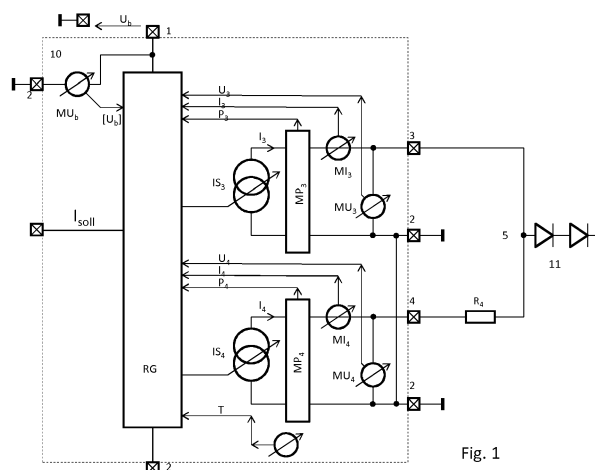 U_b
1
10
2
MU_b
[U_b]
U_3
I_3
P_3
I_3
IS_3
MP_3
MI_3
MU_3
3
2
I_soll
5
11
U_4
I_4
P_4
I_4
IS_4
MP_4
MI_4
MU_4
4
R_4
2
RG
T
2
Fig. 1